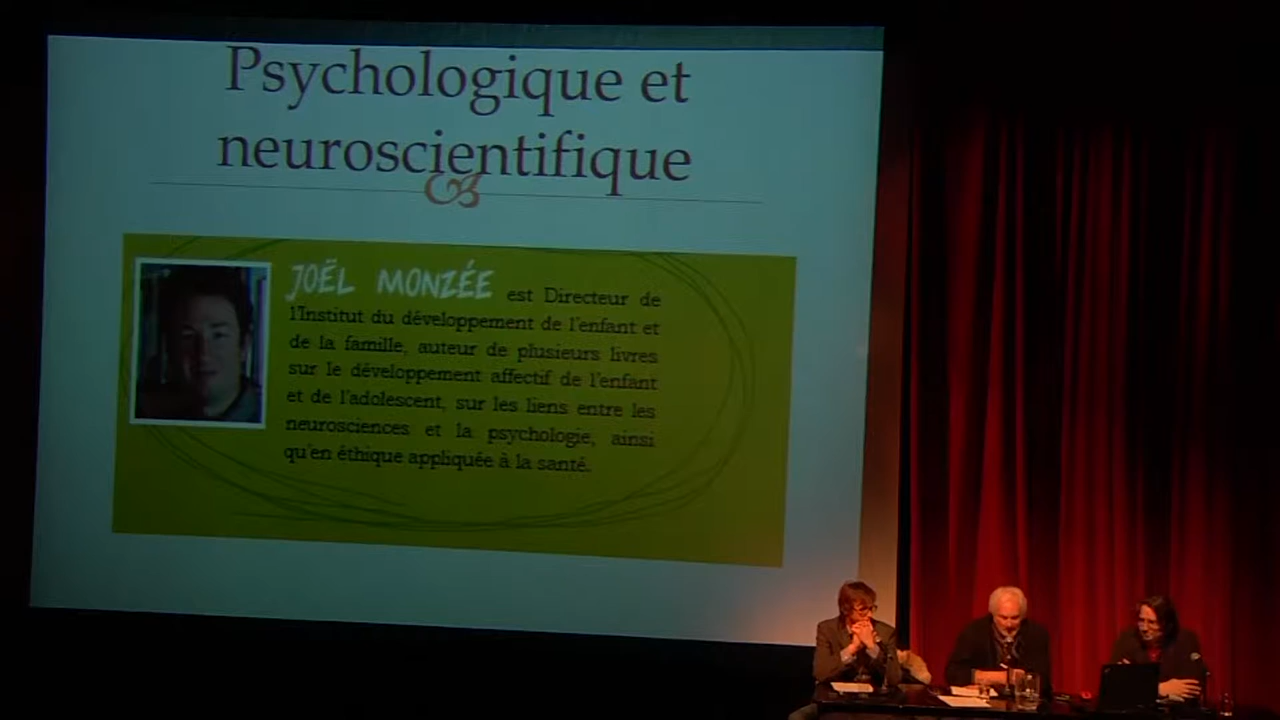 Psychologique et
neuroscientifique
JOËL MONZÉE est Directeur de
l'Institut du développement de l'enfant et
de la famille, auteur de plusieurs livres
sur le développement affectif de l'enfant
et de l'adolescent, sur les liens entre les
neurosciences et la psychologie, ainsi
qu'en éthique appliquée à la santé.